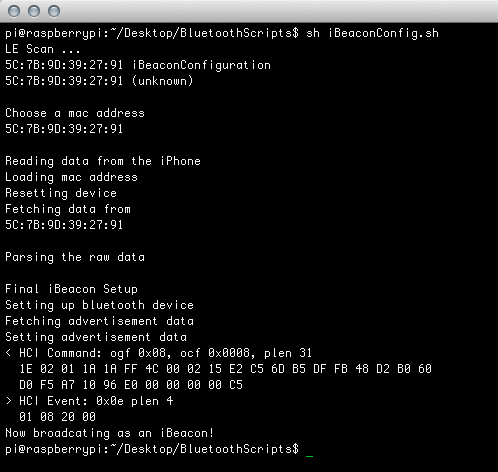 pi@raspberrypi:~/Desktop/BluetoothScripts$ sh iBeaconConfig.sh
LE Scan ...
5C:7B:9D:39:27:91 iBeaconConfiguration
5C:7B:9D:39:27:91 (unknown)
Choose a mac address
5C:7B:9D:39:27:91
Reading data from the iPhone
Loading mac address
Resetting device
Fetching data from
5C:7B:9D:39:27:91
Parsing the raw data
Final iBeacon Setup
Setting up bluetooth device
Fetching advertisement data
Setting advertisement data
< HCI Command: ogf 0x08, ocf 0x0008, plen 31
1E 02 01 1A 1A FF 4C 00 02 15 E2 C5 6D B5 DF FB 48 D2 B0 60
D0 F5 A7 10 96 E0 00 00 00 00 C5
> HCI Event: 0x0e plen 4
01 08 20 00
Now broadcating as an iBeacon!
pi@raspberrypi:~/Desktop/BluetoothScripts$ _